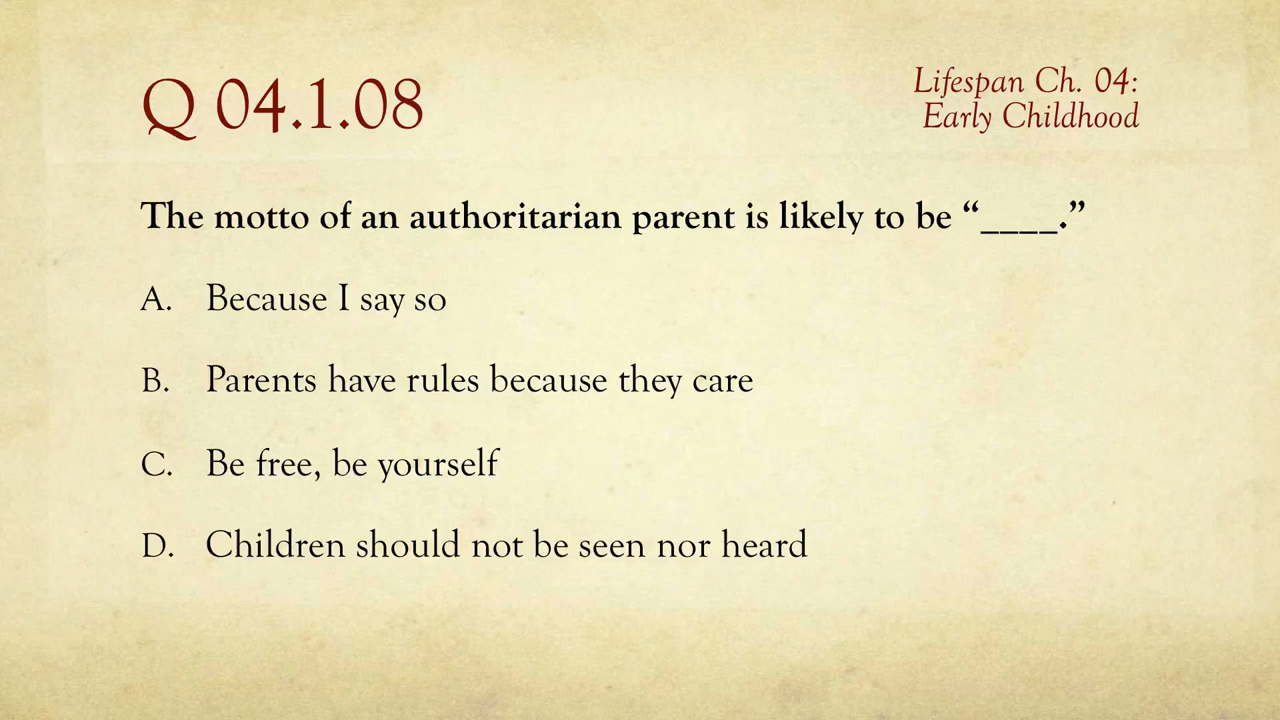 Q 04.1.08
Lifespan Ch. 04:
Early Childhood
The motto of an authoritarian parent is likely to be “____.”
A. Because I say so
B. Parents have rules because they care
C. Be free, be yourself
D. Children should not be seen nor heard